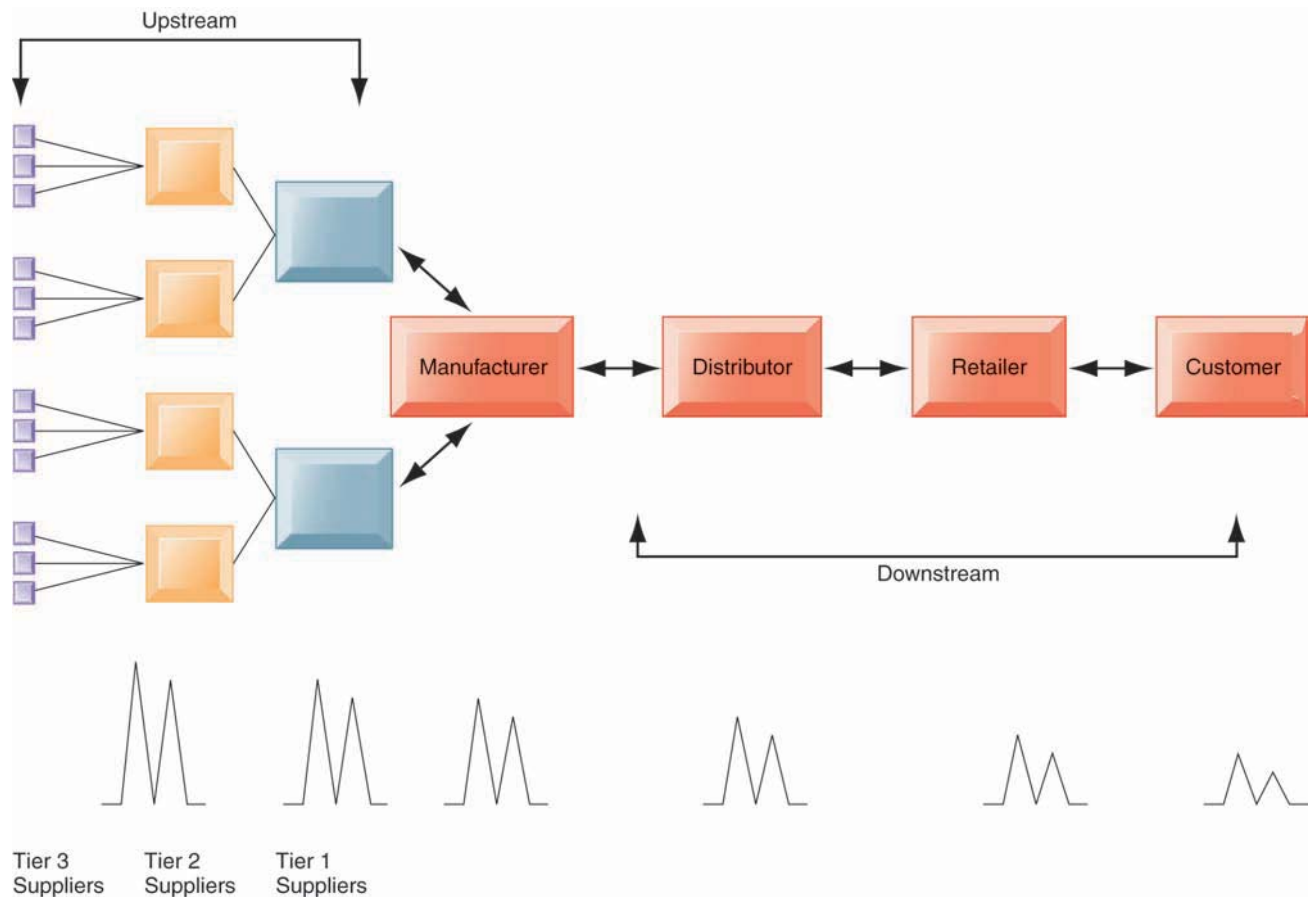 Upstream
Manufacturer
Distributor
Retailer
Customer
Downstream
Tier 3
Suppliers
Tier 2
Suppliers
Tier 1
Suppliers